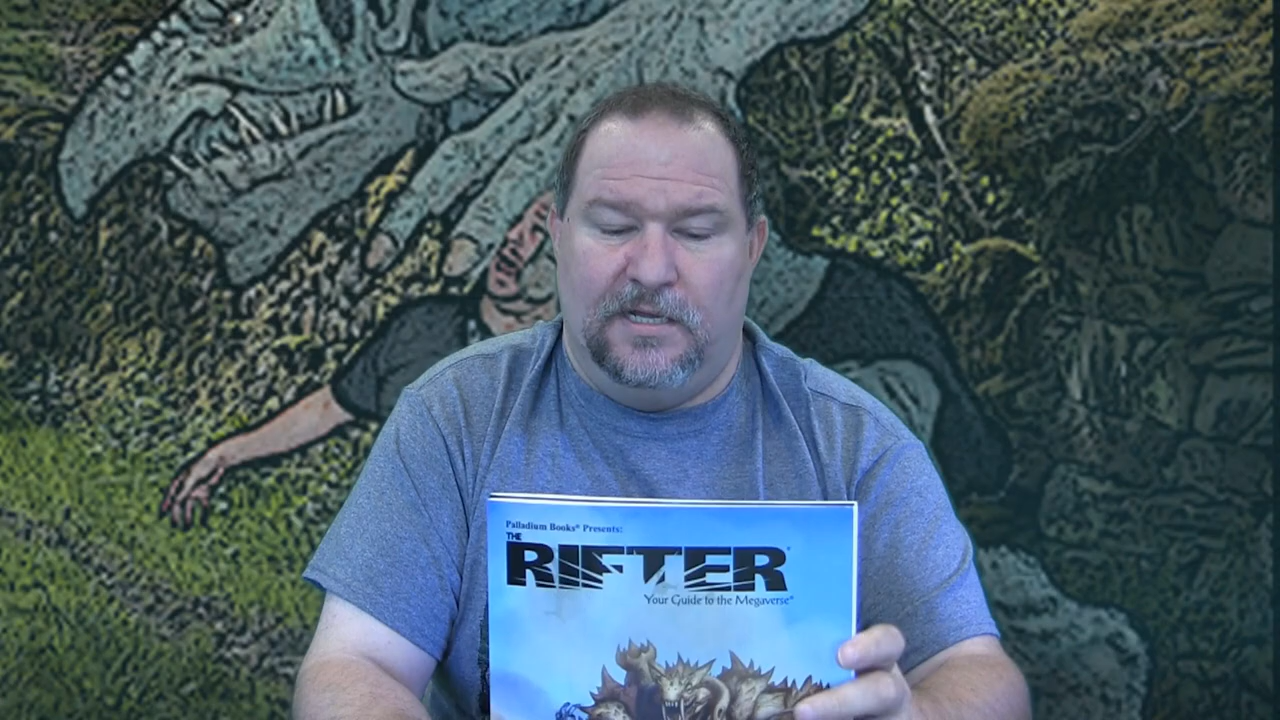 Palladium Books® Presents:
THE
RIFTER®
Your Guide to the Megaverse®